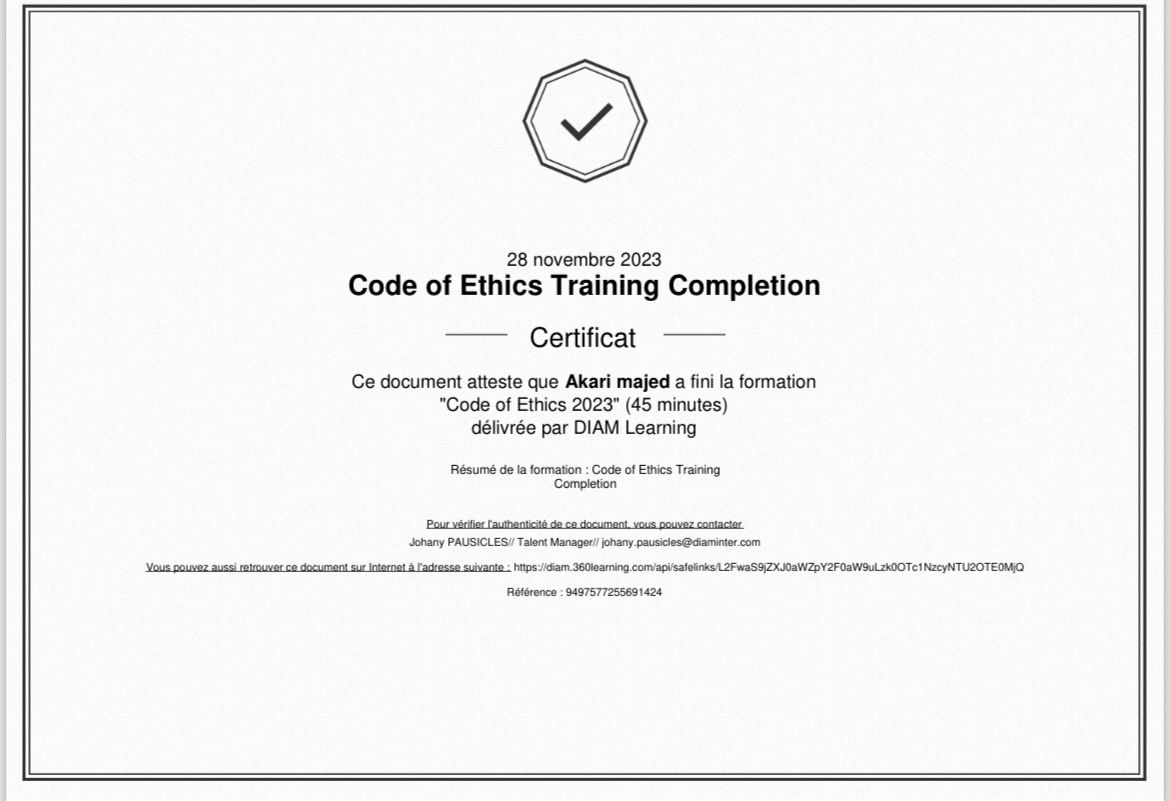 28 novembre 2023
Code of Ethics Training Completion
Certificat
Ce document atteste que Akari majed a fini la formation
"Code of Ethics 2023" (45 minutes)
délivrée par DIAM Learning
Résumé de la formation : Code of Ethics Training
Completion
Pour vérifier l'authenticité de ce document, vous pouvez contacter
Johany PAUSICLES// Talent Manager// johany.pausicles@diaminter.com
Vous pouvez aussi retrouver ce document sur Internet à l'adresse suivante : https://diam.360learning.com/api/safelinks/L2FwaS9jZXJ0aWZpY2F0aW9uLzk0OTc1NzcyNTU2OTE0MjQ
Référence : 9497577255691424